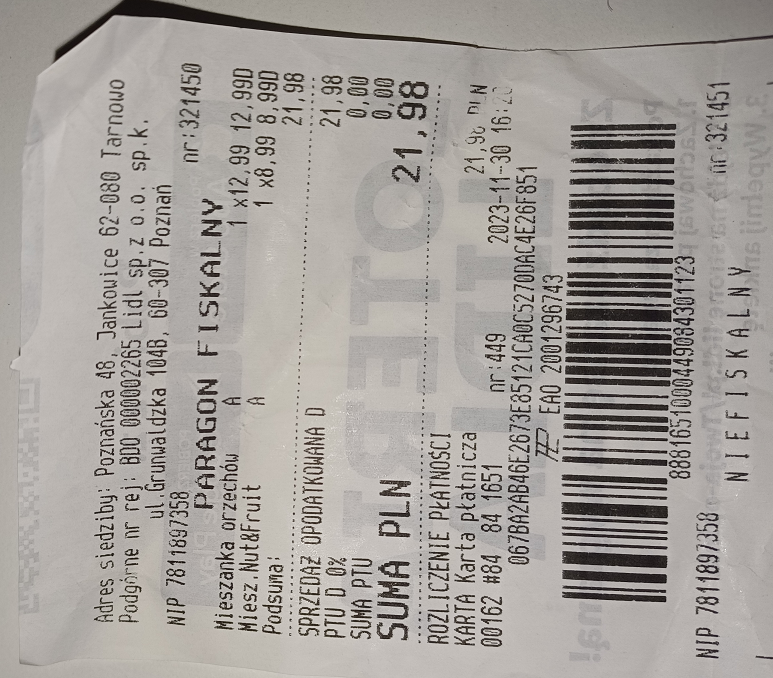 Adres siedziby: Poznańska 48, Jankowice 62-080 Tarnowo
Podgórne nr rej: BDO 000002265 Lidl sp.z o.o. sp.k.
ul.Grunwaldzka 104B, 60-307 Poznań
NIP 7811897358 nr:321450
PARAGON FISKALNY
Mieszanka orzechów A 1 x12,99 12,99D
Miesz.Nut&Fruit A 1 x8,99 8,99D
Podsuma: 21,98
SPRZEDAŻ OPODATKOWANA D 21,98
PTU D 0% 0,00
SUMA PTU 0,00
SUMA PLN 21,98
ROZLICZENIE PŁATNOŚCI
KARTA Karta płatnicza 21,98 PLN
00162 #84 84 1651 nr:449 2023-11-30 16:20
067BA2AB46E2673E85121CA0C5270DAC4E26F851
EAO 2001296743
8881651000449084301123
NIP 7811897358 nr:321451
NIEFISKALNY